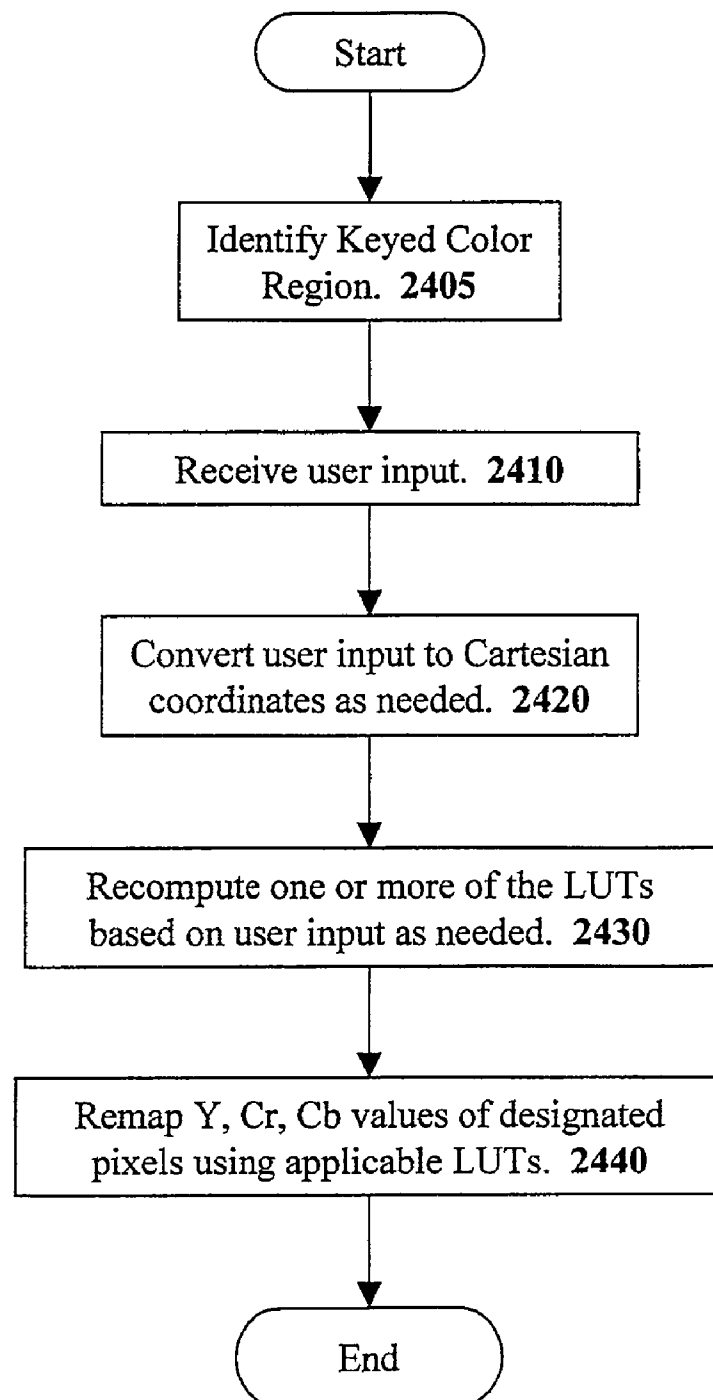 Start
Identify Keyed Color
Region. 2405
Receive user input. 2410
Convert user input to Cartesian
coordinates as needed. 2420
Recompute one or more of the LUTs
based on user input as needed. 2430
Remap Y, Cr, Cb values of designated
pixels using applicable LUTs. 2440
End